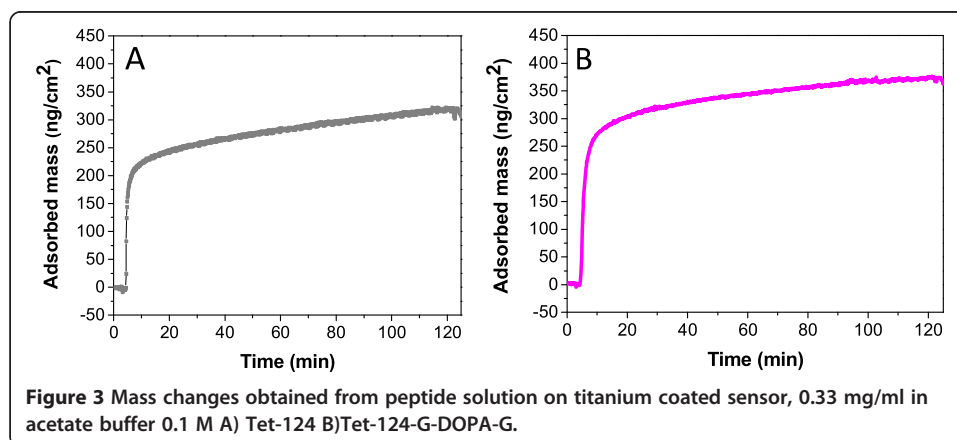 A
Adsorbed mass (ng/cm²)
450
400
350
300
250
200
150
100
50
0
-50
0 20 40 60 80 100 120
Time (min)
B
Adsorbed mass (ng/cm²)
450
400
350
300
250
200
150
100
50
0
-50
0 20 40 60 80 100 120
Time (min)
Figure 3 Mass changes obtained from peptide solution on titanium coated sensor, 0.33 mg/ml in
acetate buffer 0.1 M A) Tet-124 B)Tet-124-G-DOPA-G.